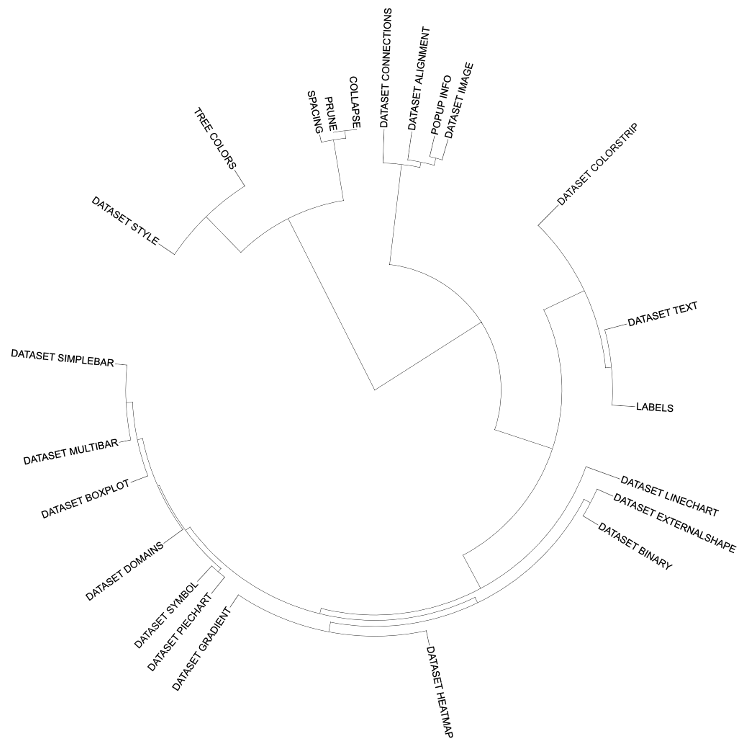 DATASET CONNECTIONS
DATASET ALIGNMENT
POPUP INFO
DATASET IMAGE
DATASET COLORSTRIP
DATASET TEXT
LABELS
DATASET LINECHART
DATASET EXTERNALSHAPE
DATASET BINARY
DATASET HEATMAP
DATASET GRADIENT
DATASET PIECHART
DATASET SYMBOL
DATASET DOMAINS
DATASET BOXPLOT
DATASET MULTIBAR
DATASET SIMPLEBAR
DATASET STYLE
TREE COLORS
SPACING
PRUNE
COLLAPSE